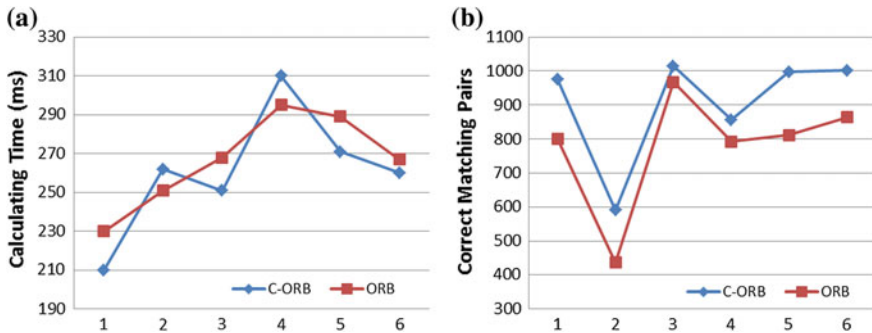 (a)
Calculating Time (ms)
330
310
290
270
250
230
210
190
1 2 3 4 5 6
C-ORB ORB
(b)
Correct Matching Pairs
1100
1000
900
800
700
600
500
400
300
1 2 3 4 5 6
C-ORB ORB